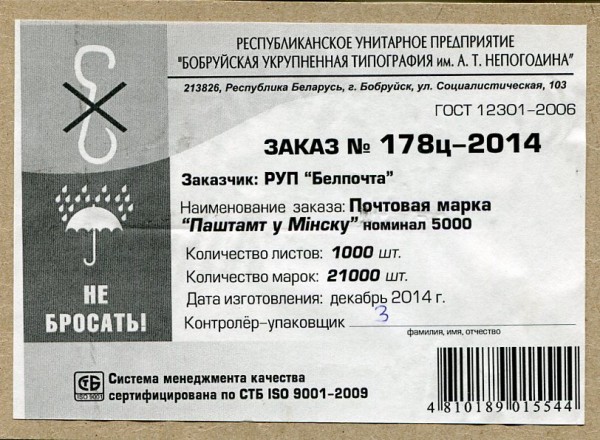 РЕСПУБЛИКАНСКОЕ УНИТАРНОЕ ПРЕДПРИЯТИЕ
"БОБРУЙСКАЯ УКРУПНЕННАЯ ТИПОГРАФИЯ им. А. Т. НЕПОГОДИНА"
213826, Республика Беларусь, г. Бобруйск, ул. Социалистическая, 103
ГОСТ 12301-2006
ЗАКАЗ № 178ц-2014
Заказчик: РУП "Белпочта"
Наименование заказа: Почтовая марка
"Паштамт у Мінску" номинал 5000
Количество листов: 1000 шт.
Количество марок: 21000 шт.
Дата изготовления: декабрь 2014 г.
Контролёр-упаковщик 3
фамилия, имя, отчество
НЕ
БРОСАТЬ!
СТБ
ISO 9001
Система менеджмента качества
сертифицирована по СТБ ISO 9001-2009
4 810189 015544